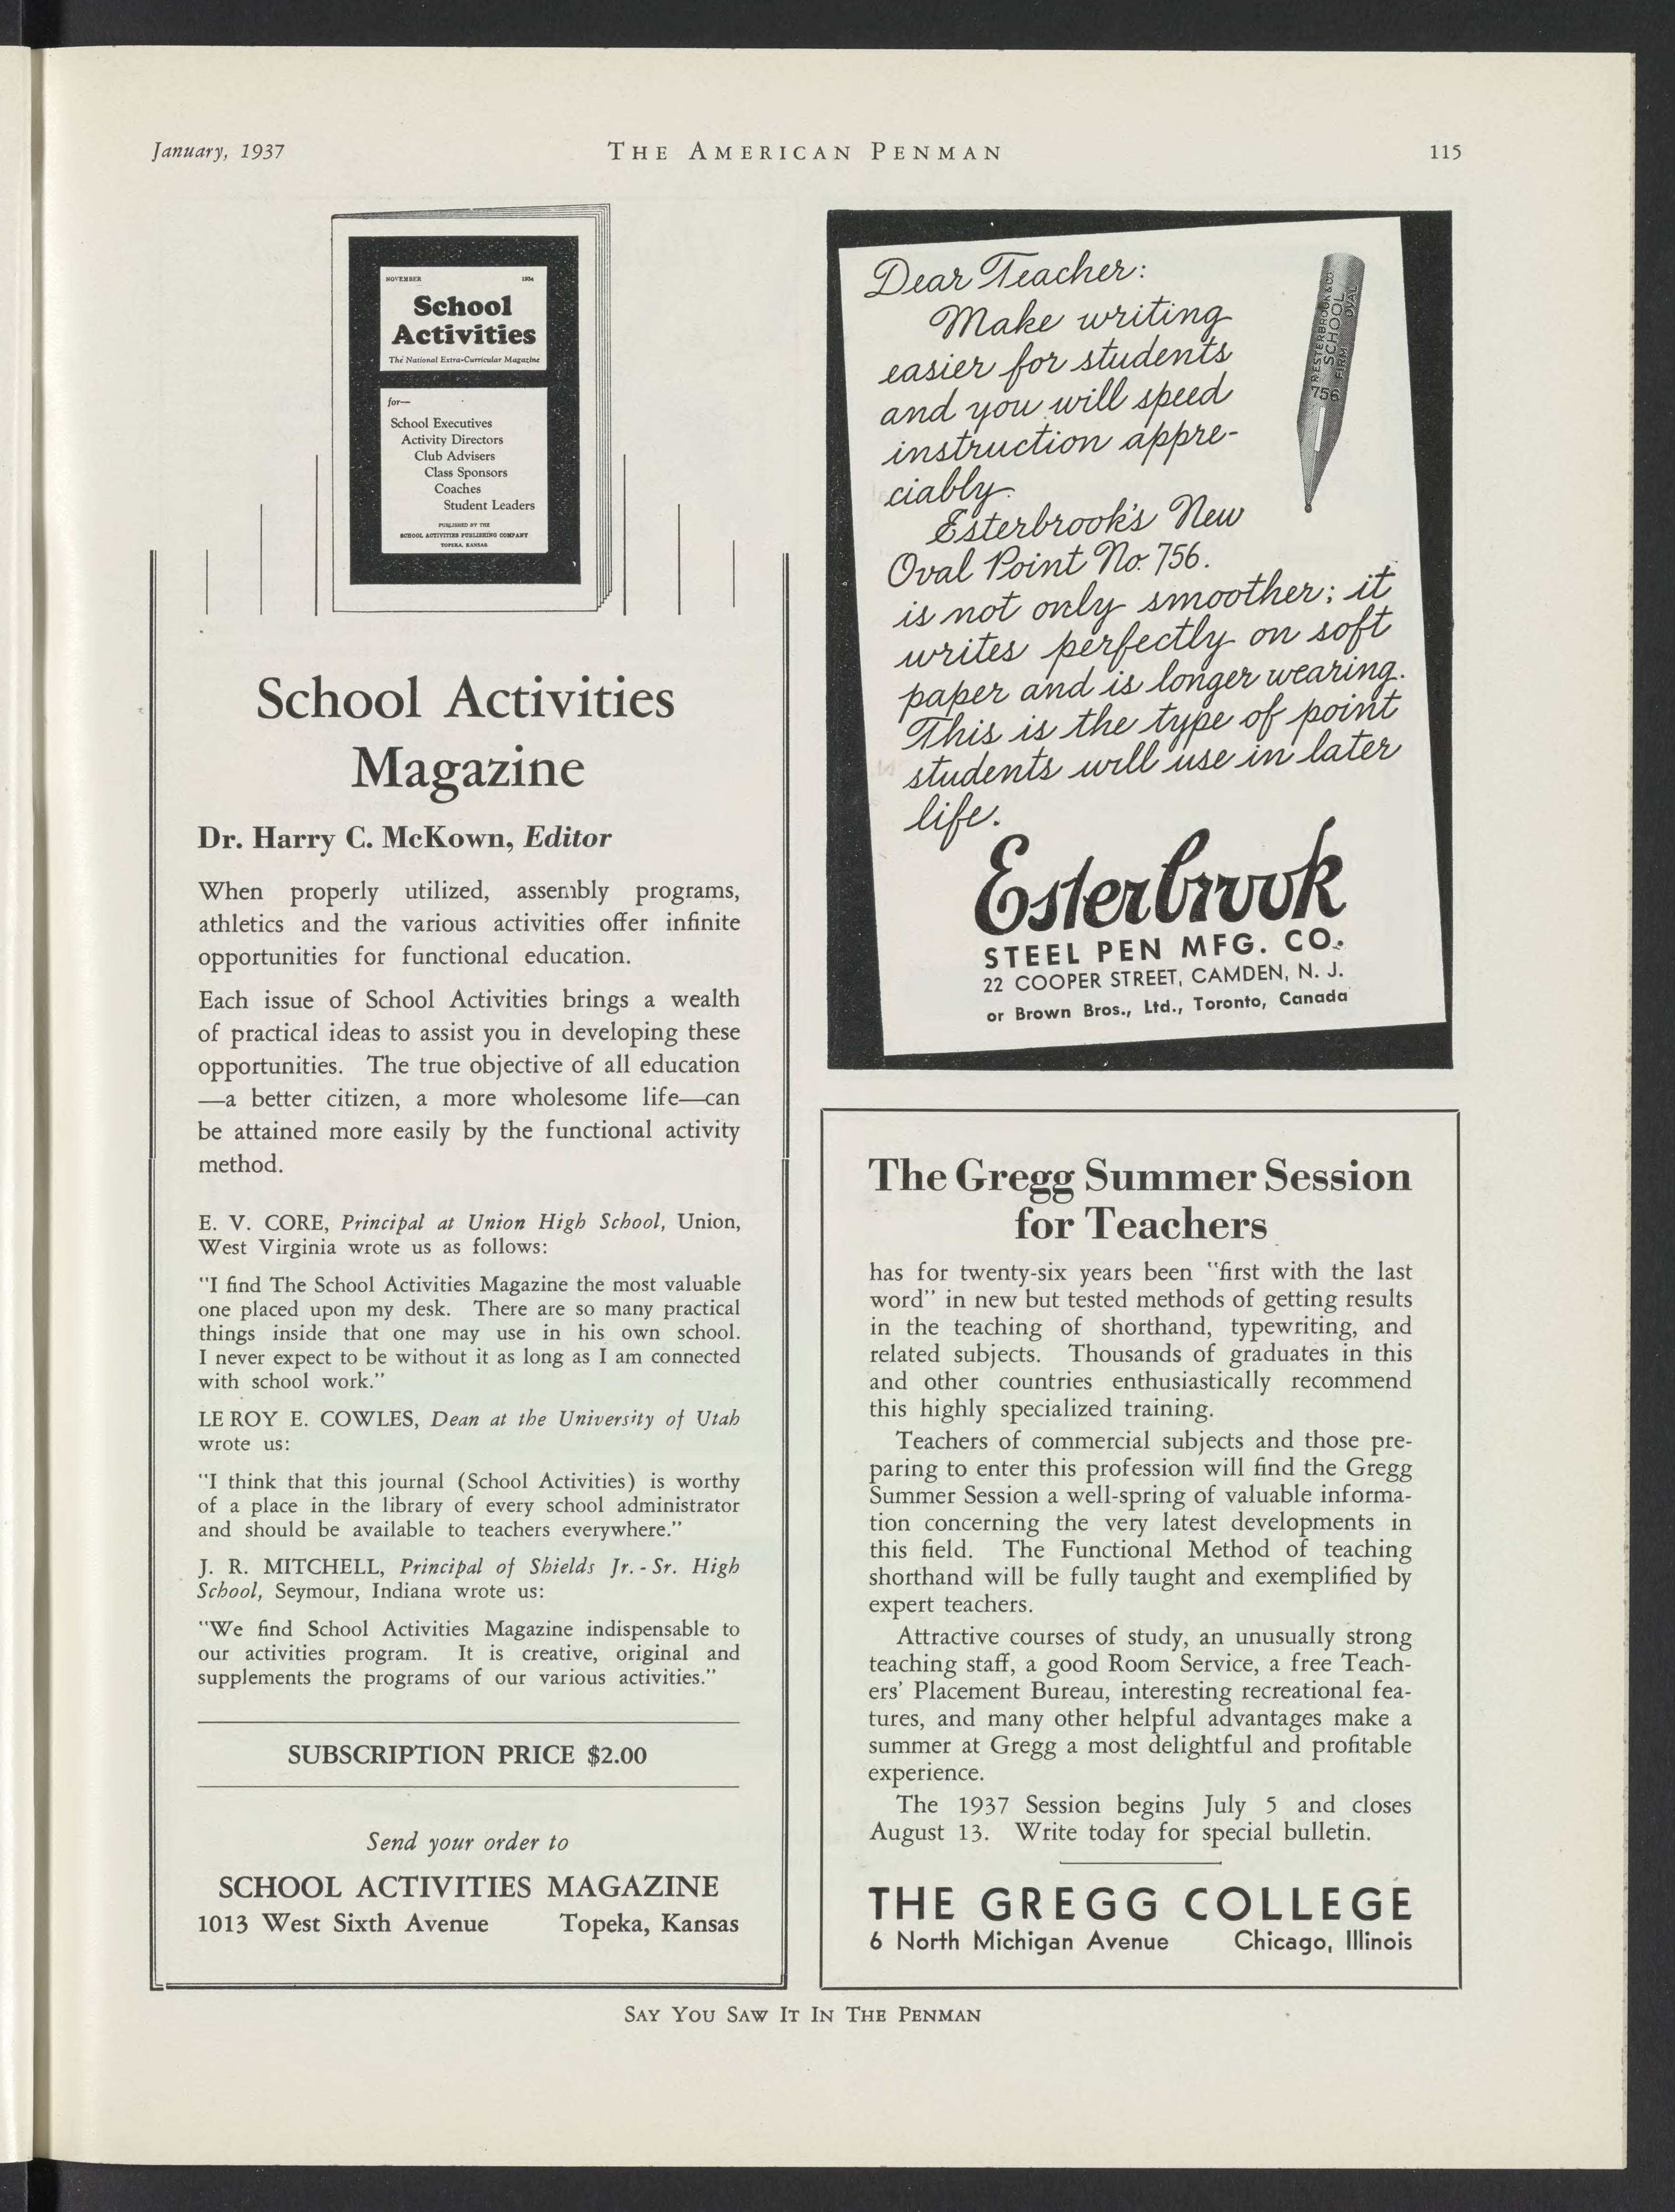 January, 1937
THE AMERICAN PENMAN
115
NOVEMBER 1934
School
Activities
The National Extra-Curricular Magazine
for—
School Executives
Activity Directors
Club Advisers
Class Sponsors
Coaches
Student Leaders
PUBLISHED BY THE
SCHOOL ACTIVITIES PUBLISHING COMPANY
TOPEKA, KANSAS
School Activities
Magazine
Dr. Harry C. McKown, Editor
When properly utilized, assembly programs,
athletics and the various activities offer infinite
opportunities for functional education.
Each issue of School Activities brings a wealth
of practical ideas to assist you in developing these
opportunities. The true objective of all education
—a better citizen, a more wholesome life—can
be attained more easily by the functional activity
method.
E. V. CORE, Principal at Union High School, Union,
West Virginia wrote us as follows:
"I find The School Activities Magazine the most valuable
one placed upon my desk. There are so many practical
things inside that one may use in his own school.
I never expect to be without it as long as I am connected
with school work."
LE ROY E. COWLES, Dean at the University of Utah
wrote us:
"I think that this journal (School Activities) is worthy
of a place in the library of every school administrator
and should be available to teachers everywhere."
J. R. MITCHELL, Principal of Shields Jr. - Sr. High
School, Seymour, Indiana wrote us:
"We find School Activities Magazine indispensable to
our activities program. It is creative, original and
supplements the programs of our various activities."
SUBSCRIPTION PRICE $2.00
Send your order to
SCHOOL ACTIVITIES MAGAZINE
1013 West Sixth Avenue Topeka, Kansas
Dear Teacher:
Make writing
easier for students
and you will speed
instruction appre-
ciably.
Esterbrook's New
Oval Point No. 756.
is not only smoother; it
writes perfectly on soft
paper and is longer wearing.
This is the type of point
students will use in later
life.
R.ESTERBROOK&CO
SCHOOL
FIRM OVAL
756
Esterbrook
STEEL PEN MFG. CO.
22 COOPER STREET, CAMDEN, N. J.
or Brown Bros., Ltd., Toronto, Canada
The Gregg Summer Session
for Teachers
has for twenty-six years been "first with the last
word" in new but tested methods of getting results
in the teaching of shorthand, typewriting, and
related subjects. Thousands of graduates in this
and other countries enthusiastically recommend
this highly specialized training.
Teachers of commercial subjects and those pre-
paring to enter this profession will find the Gregg
Summer Session a well-spring of valuable informa-
tion concerning the very latest developments in
this field. The Functional Method of teaching
shorthand will be fully taught and exemplified by
expert teachers.
Attractive courses of study, an unusually strong
teaching staff, a good Room Service, a free Teach-
ers' Placement Bureau, interesting recreational fea-
tures, and many other helpful advantages make a
summer at Gregg a most delightful and profitable
experience.
The 1937 Session begins July 5 and closes
August 13. Write today for special bulletin.
THE GREGG COLLEGE
6 North Michigan Avenue Chicago, Illinois
SAY YOU SAW IT IN THE PENMAN